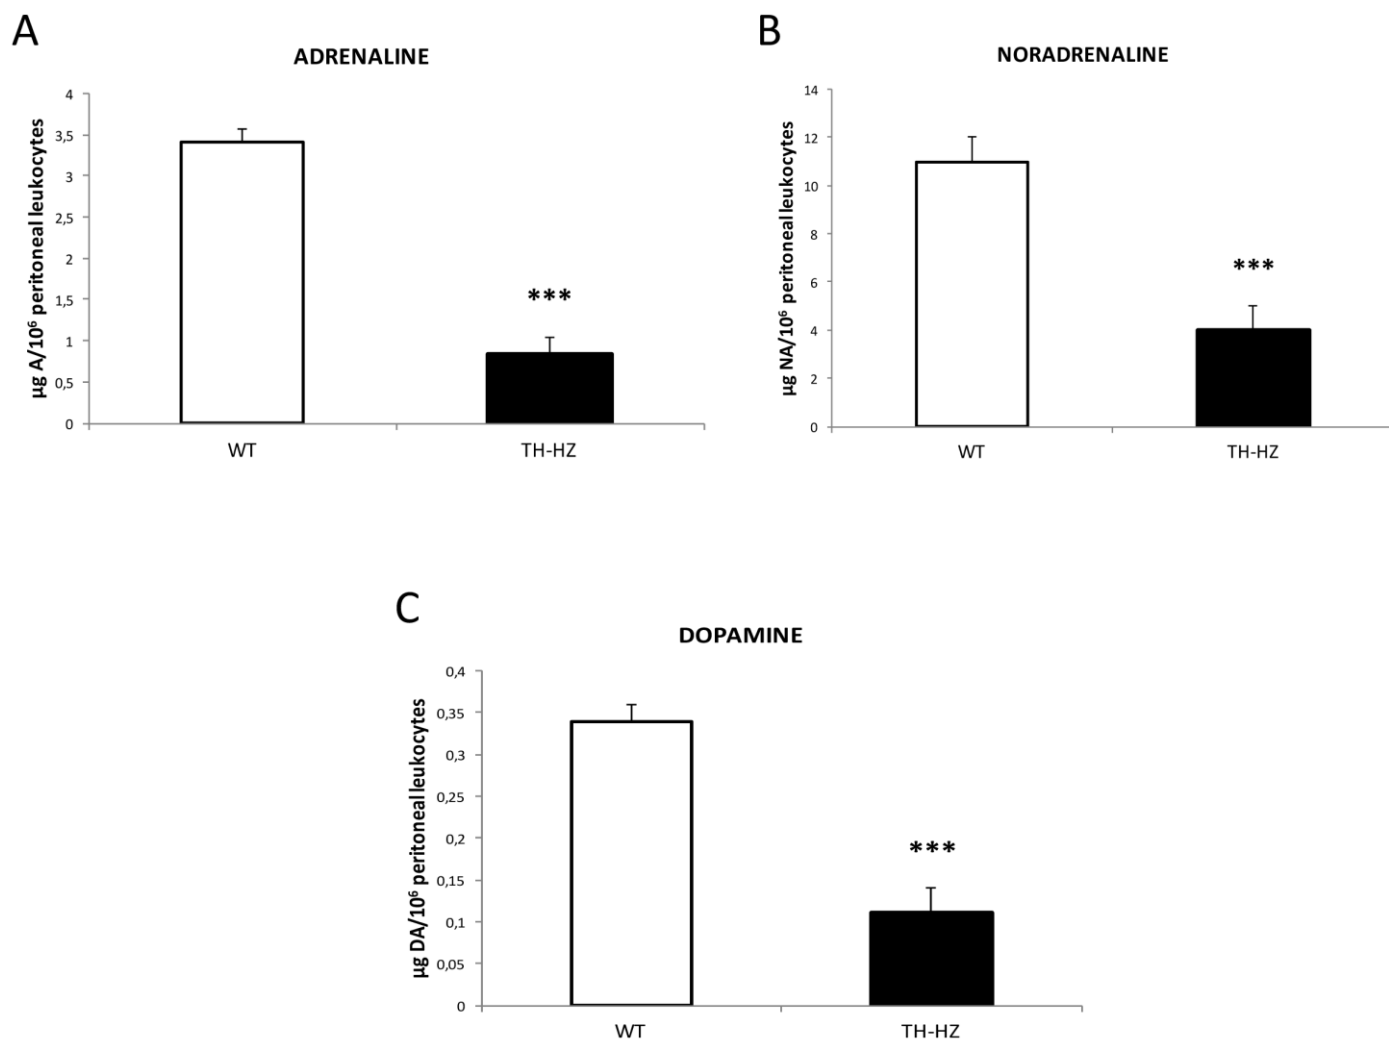 A
ADRENALINE
µg A/10⁶ peritoneal leukocytes
4
3,5
3
2,5
2
1,5
1
0,5
0
***
WT
TH-HZ
B
NORADRENALINE
µg NA/10⁶ peritoneal leukocytes
14
12
10
8
6
4
2
0
***
WT
TH-HZ
C
DOPAMINE
µg DA/10⁶ peritoneal leukocytes
0,4
0,35
0,3
0,25
0,2
0,15
0,1
0,05
0
***
WT
TH-HZ